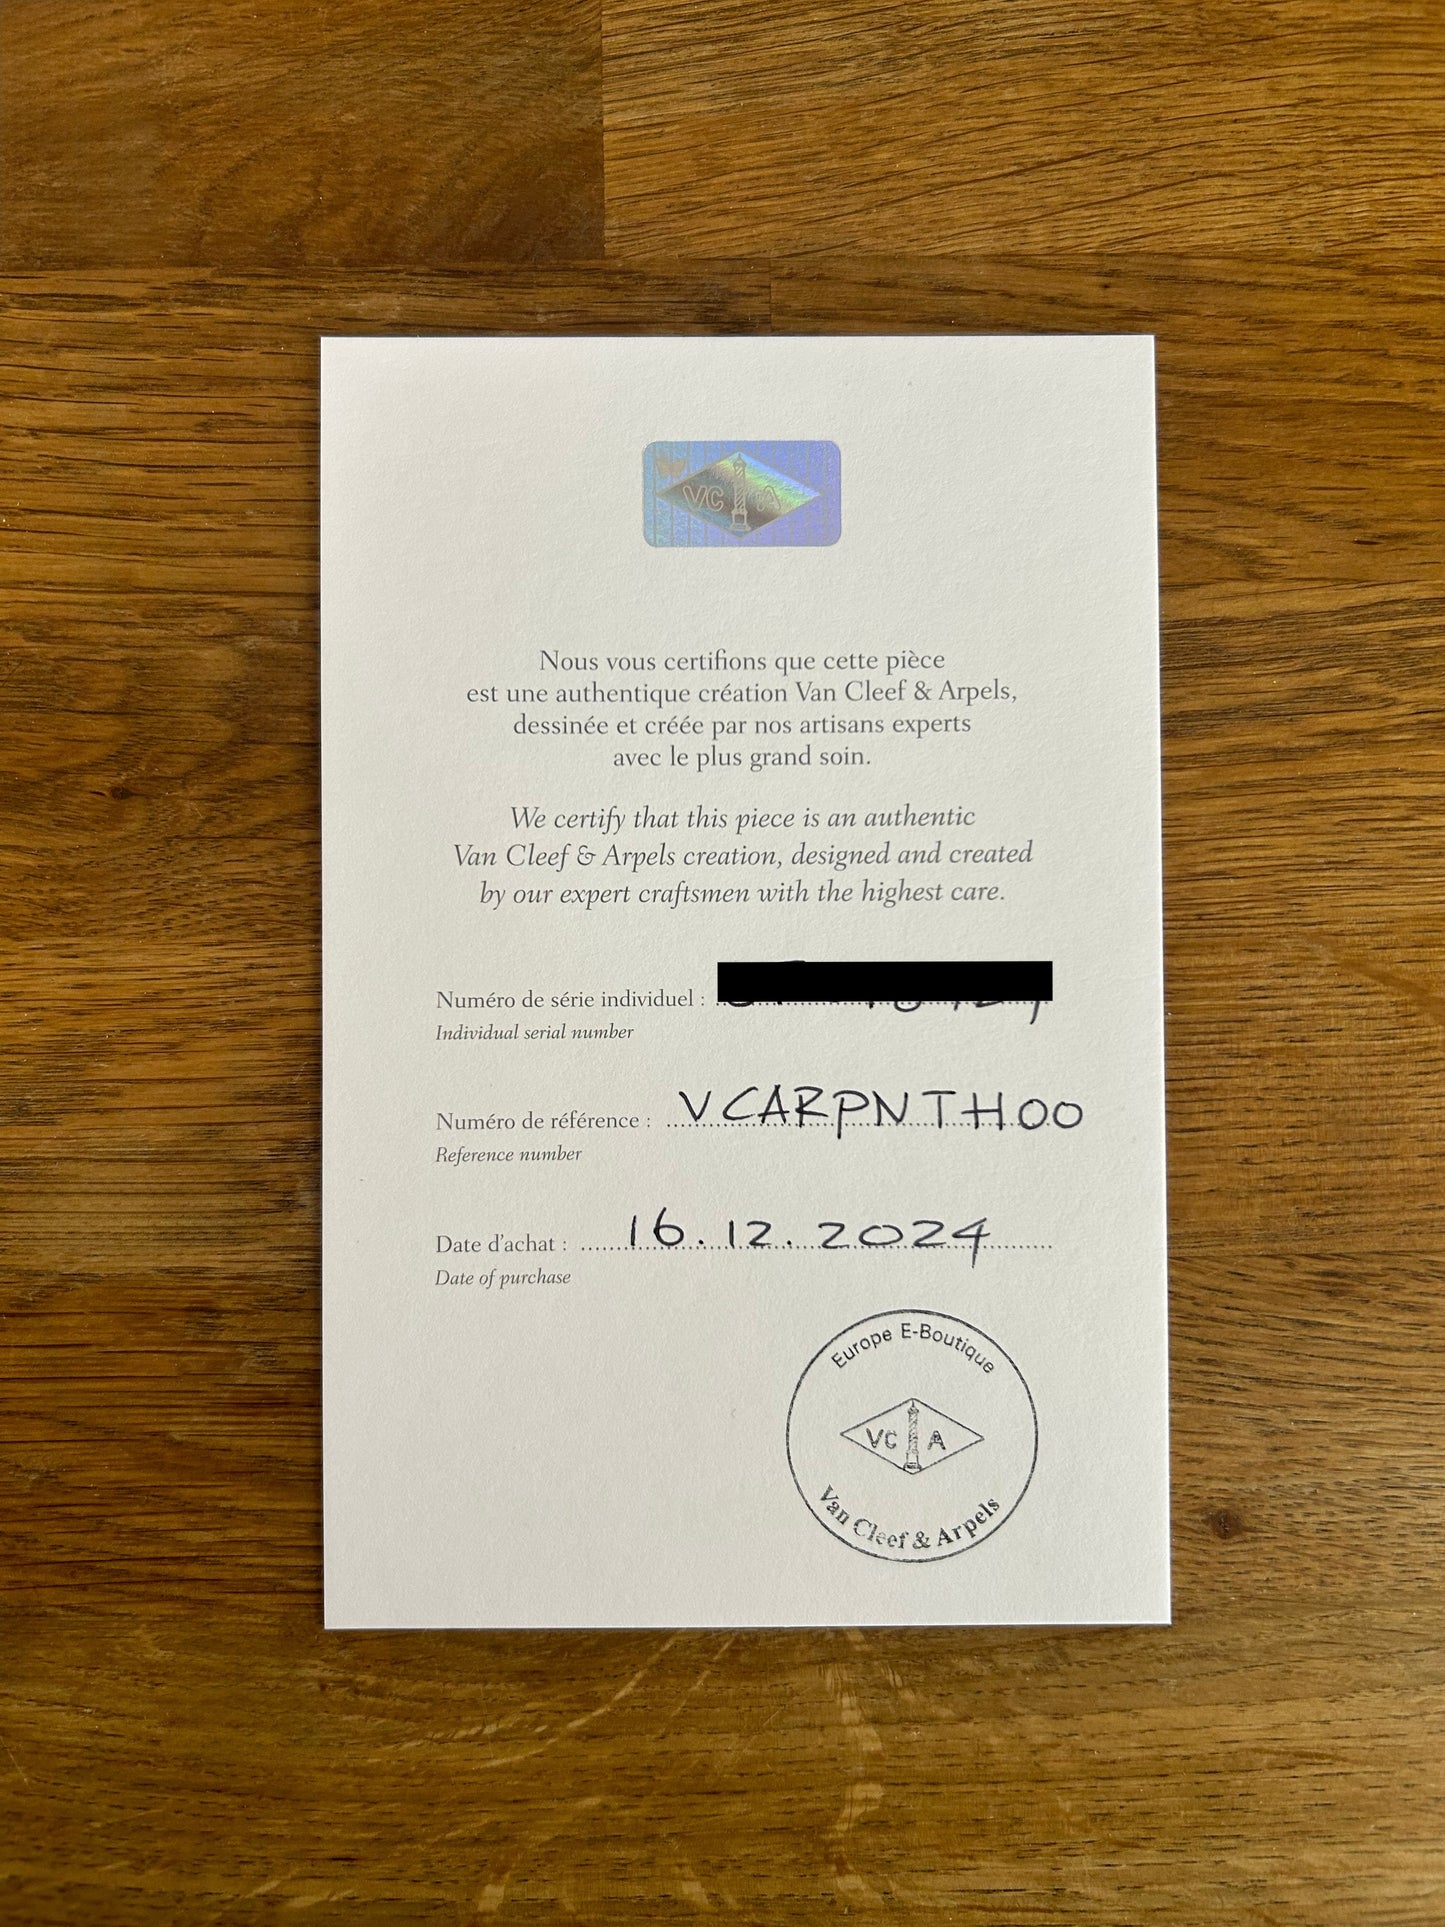 VC A
Nous vous certifions que cette pièce
est une authentique création Van Cleef & Arpels,
dessinée et créée par nos artisans experts
avec le plus grand soin.
We certify that this piece is an authentic
Van Cleef & Arpels creation, designed and created
by our expert craftsmen with the highest care.
Numéro de série individuel :
Individual serial number
Numéro de référence : VCARPNTH00
Reference number
Date d'achat : 16.12.2024
Date of purchase
Europe E-Boutique
VC A
Van Cleef & Arpels